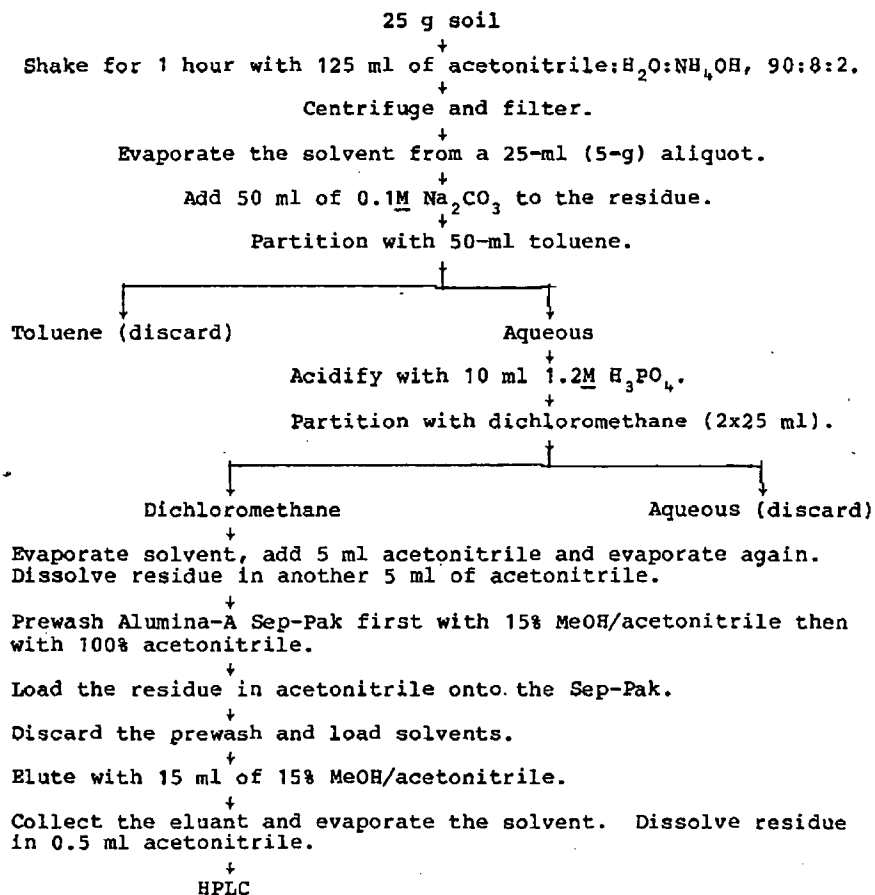 25 g soil
Shake for 1 hour with 125 ml of acetonitrile:H₂O:NH₄OH, 90:8:2.
Centrifuge and filter.
Evaporate the solvent from a 25-ml (5-g) aliquot.
Add 50 ml of 0.1M Na₂CO₃ to the residue.
Partition with 50-ml toluene.
Toluene (discard) Aqueous
Acidify with 10 ml 1.2M H₃PO₄.
Partition with dichloromethane (2x25 ml).
Dichloromethane Aqueous (discard)
Evaporate solvent, add 5 ml acetonitrile and evaporate again.
Dissolve residue in another 5 ml of acetonitrile.
Prewash Alumina-A Sep-Pak first with 15% MeOH/acetonitrile then
with 100% acetonitrile.
Load the residue in acetonitrile onto the Sep-Pak.
Discard the prewash and load solvents.
Elute with 15 ml of 15% MeOH/acetonitrile.
Collect the eluant and evaporate the solvent. Dissolve residue
in 0.5 ml acetonitrile.
HPLC